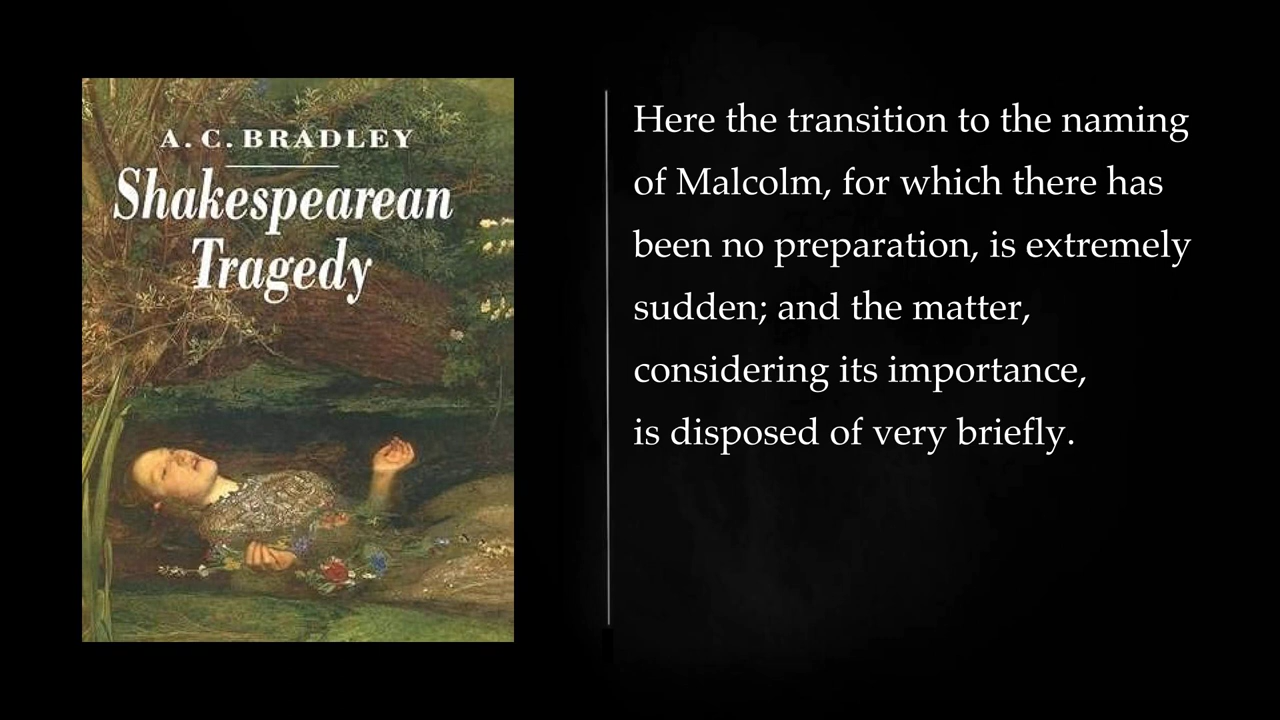 A. C. BRADLEY
Shakespearean
Tragedy
Here the transition to the naming
of Malcolm, for which there has
been no preparation, is extremely
sudden; and the matter,
considering its importance,
is disposed of very briefly.